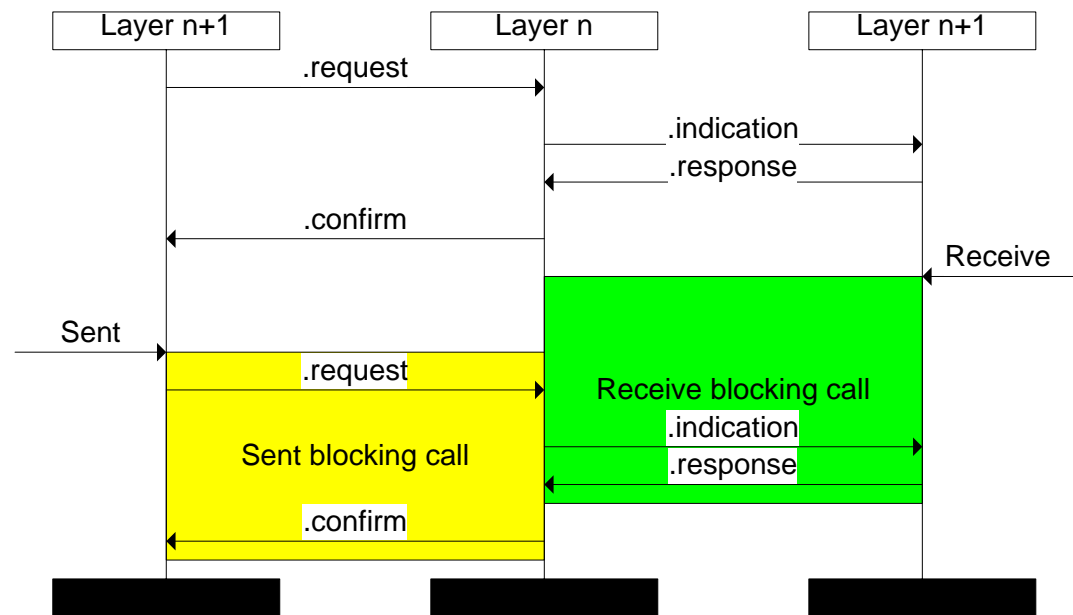 Layer n+1
Layer n
Layer n+1
.request
.indication
.response
.confirm
Receive
Sent
.request
Receive blocking call
.indication
Sent blocking call
.response
.confirm